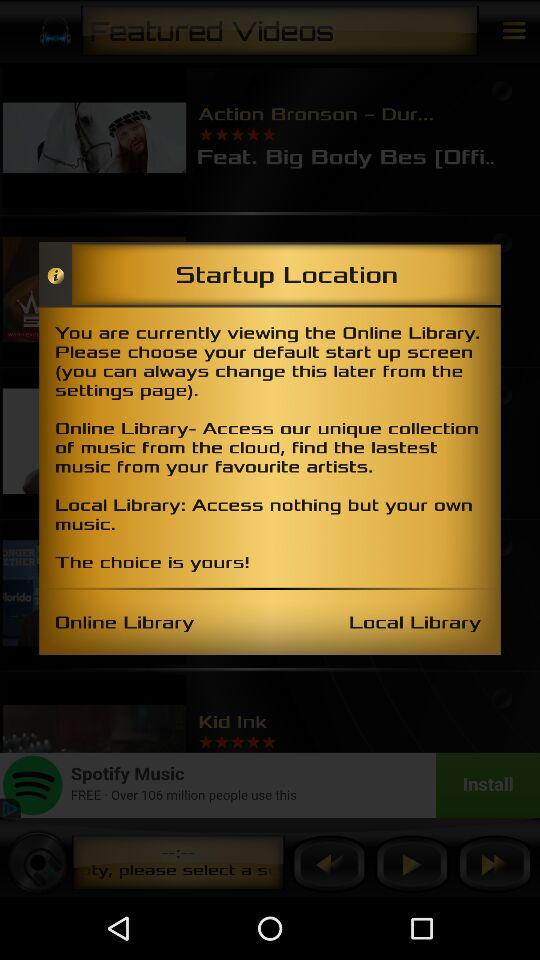 Featured Videos
Action Bronson - Dur...
Feat. Big Body Bes [Offi..
Startup Location
You are currently viewing the Online Library.
Please choose your default start up screen
(you can always change this later from the
settings page).
Online Library- Access our unique collection
of music from the cloud, find the lastest
music from your favourite artists.
Local Library: Access nothing but your own
music.
The choice is yours!
Online Library
Local Library
Kid Ink
Spotify Music
FREE · Over 106 million people use this
Install
--:--
ty, please select a s